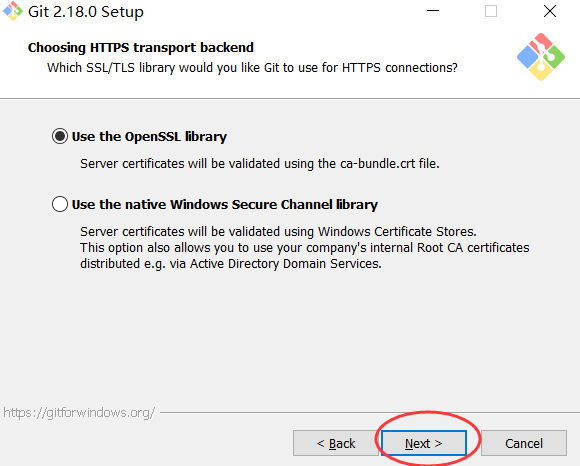 Git 2.18.0 Setup
Choosing HTTPS transport backend
Which SSL/TLS library would you like Git to use for HTTPS connections?
Use the OpenSSL library
Server certificates will be validated using the ca-bundle.crt file.
Use the native Windows Secure Channel library
Server certificates will be validated using Windows Certificate Stores.
This option also allows you to use your company's internal Root CA certificates
distributed e.g. via Active Directory Domain Services.
https://gitforwindows.org/
< Back
Next >
Cancel